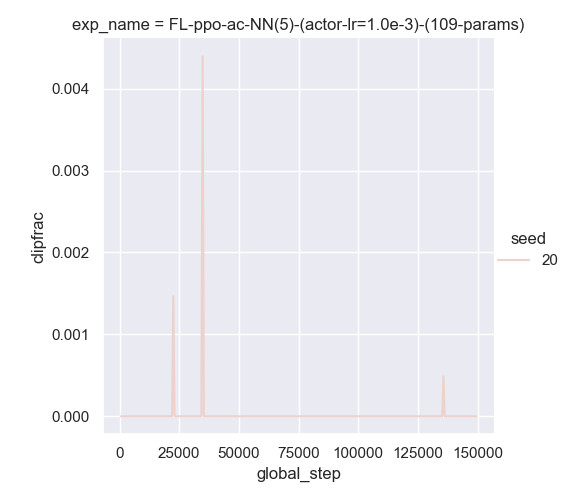 exp_name = FL-ppo-ac-NN(5)-(actor-lr=1.0e-3)-(109-params)
0.004
0.003
0.002
0.001
0.000
clipfrac
0 25000 50000 75000 100000 125000 150000
global_step
seed
20